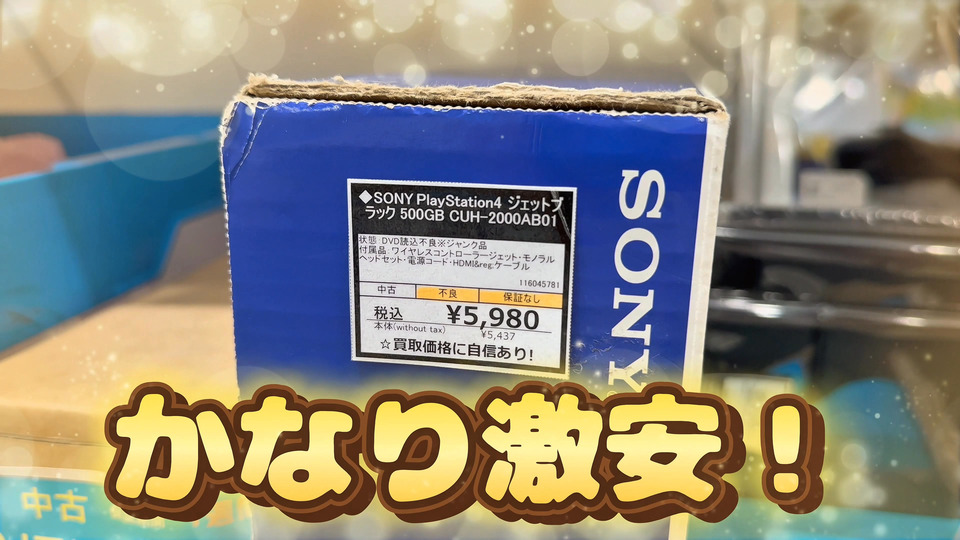 ◆SONY PlayStation4 ジェットブ
ラック 500GB CUH-2000AB01
状態:DVD読込不良※ジャンク品
付属品:ワイヤレスコントローラージェット・モノラル
ヘッドセット・電源コード・HDMI&reg;ケーブル
116045781
中古 不良 保証なし
税込 ¥5,980
本体(without tax) ¥5,437
☆買取価格に自信あり!
SONY
かなり激安！
中古